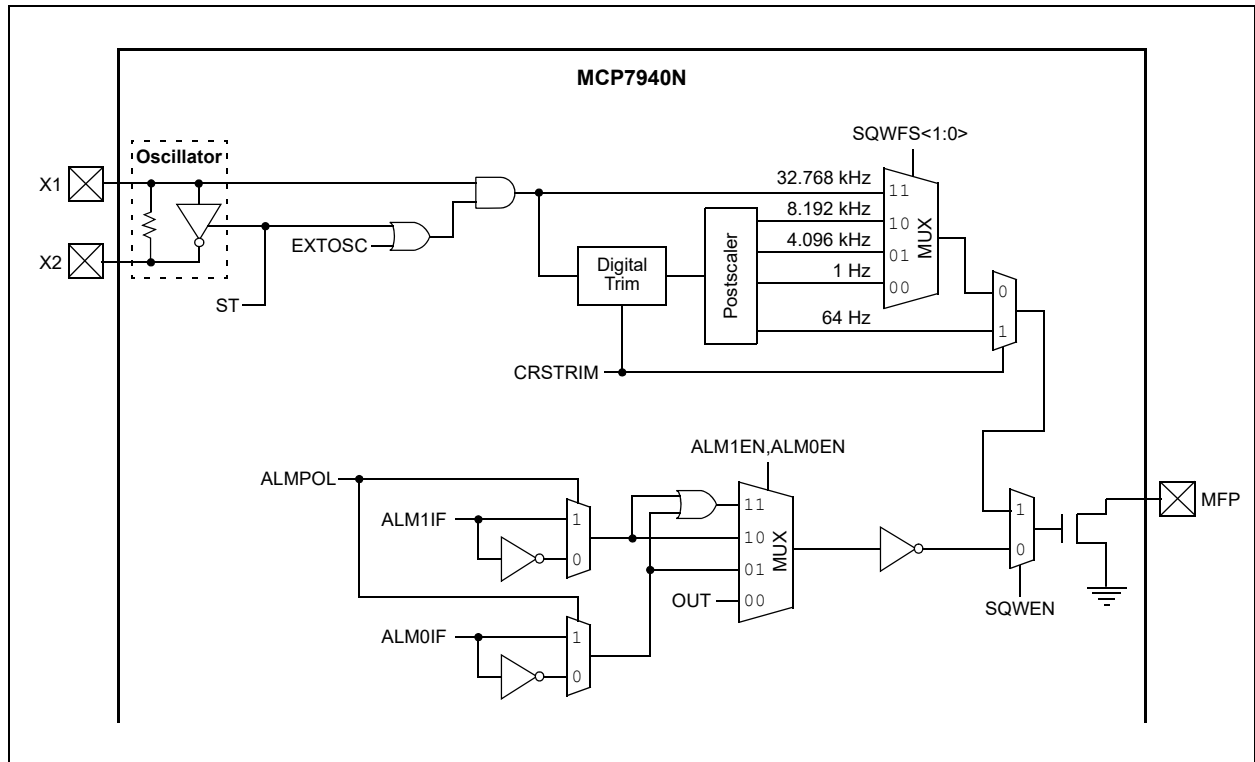 MCP7940N
SQWFS<1:0>
Oscillator
X1
X2
ST
EXTOSC
32.768 kHz
8.192 kHz
4.096 kHz
1 Hz
64 Hz
11
10
01
00
MUX
Digital
Trim
Postscaler
0
1
CRSTRIM
ALM1EN,ALM0EN
ALMPOL
ALM1IF
1
0
ALM0IF
1
0
11
10
01
00
MUX
OUT
1
0
SQWEN
MFP